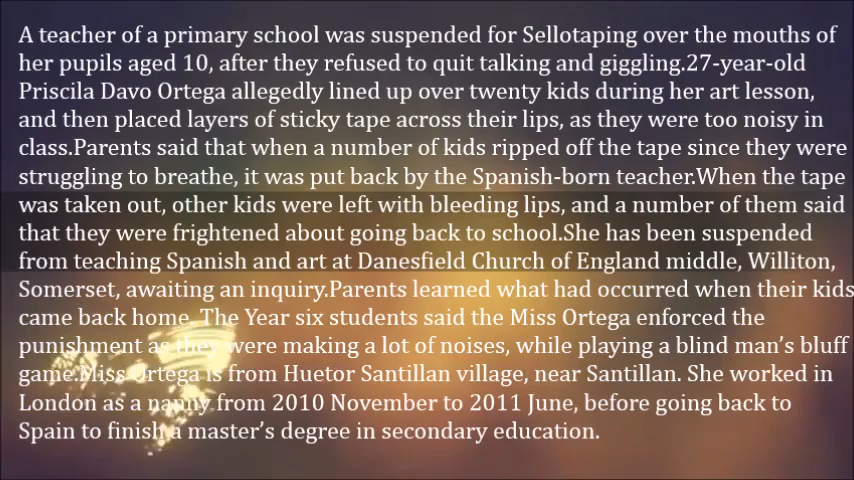 A teacher of a primary school was suspended for Sellotaping over the mouths of
her pupils aged 10, after they refused to quit talking and giggling.27-year-old
Priscila Davo Ortega allegedly lined up over twenty kids during her art lesson,
and then placed layers of sticky tape across their lips, as they were too noisy in
class.Parents said that when a number of kids ripped off the tape since they were
struggling to breathe, it was put back by the Spanish-born teacher.When the tape
was taken out, other kids were left with bleeding lips, and a number of them said
that they were frightened about going back to school.She has been suspended
from teaching Spanish and art at Danesfield Church of England middle, Williton,
Somerset, awaiting an inquiry.Parents learned what had occurred when their kids
came back home. The Year six students said the Miss Ortega enforced the
punishment as they were making a lot of noises, while playing a blind man's bluff
game.Miss Ortega is from Huetor Santillan village, near Santillan. She worked in
London as a nanny from 2010 November to 2011 June, before going back to
Spain to finish a master's degree in secondary education.